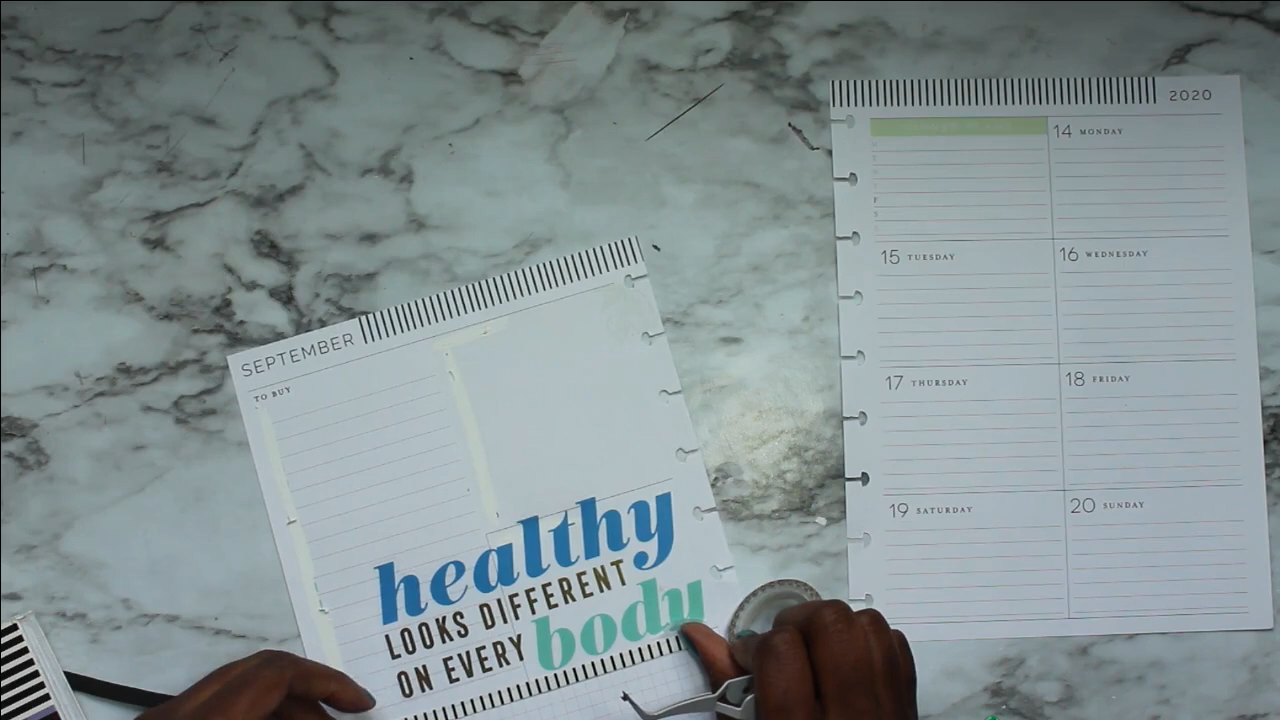 SEPTEMBER
TO BUY
healthy
LOOKS DIFFERENT
ON EVERY body
2020
14 MONDAY
15 TUESDAY
16 WEDNESDAY
17 THURSDAY
18 FRIDAY
19 SATURDAY
20 SUNDAY